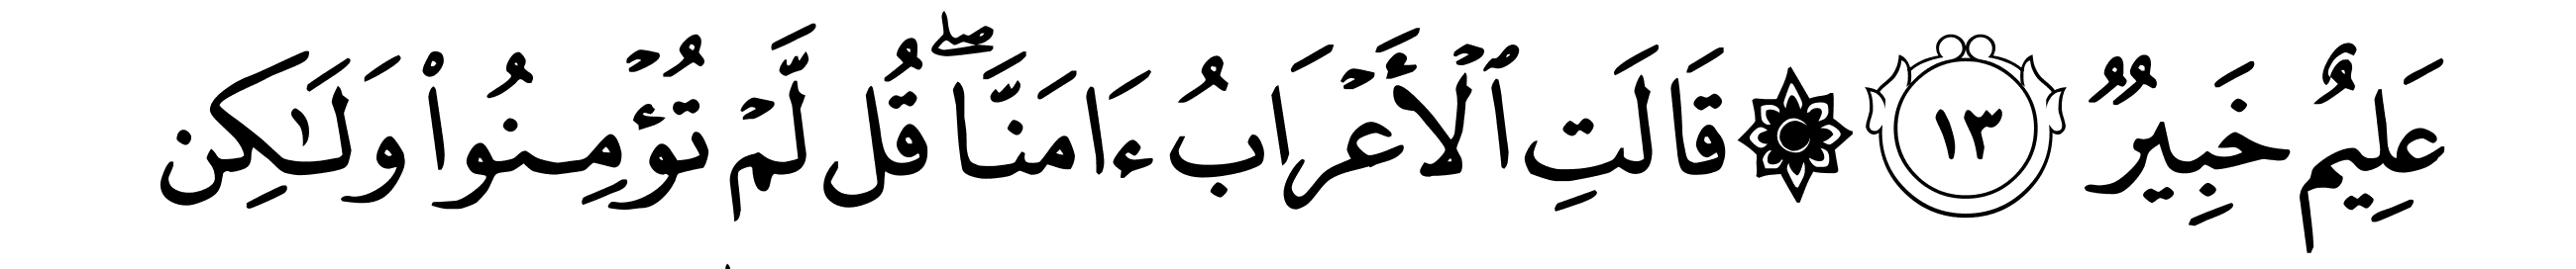 عَلِيمٌ خَبِيرٌ ١٣ ۞ قَالَتِ ٱلْأَعْرَابُ ءَامَنَّاۖ قُل لَّمْ تُؤْمِنُوا۟ وَلَـٰكِن